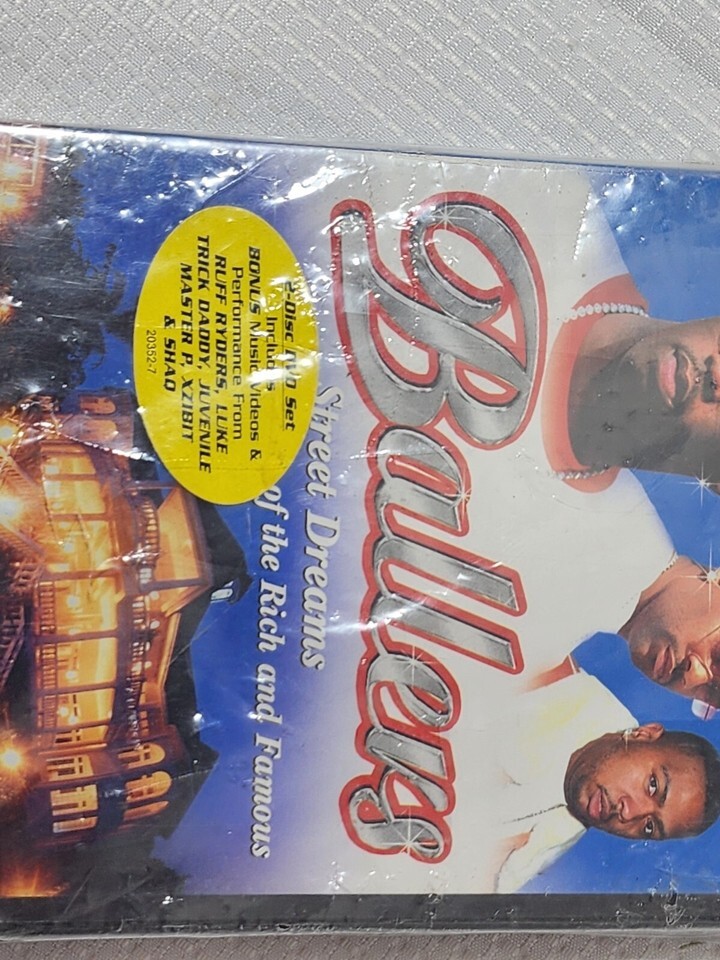 Ballers
Street Dreams
of the Rich and Famous
2-Disc DVD Set
Includes
BONUS Music Videos &
Performance From
RUFF RYDERS, LUKE
TRICK DADDY, JUVENILE
MASTER P, XZIBIT
& SHAQ
20352-7